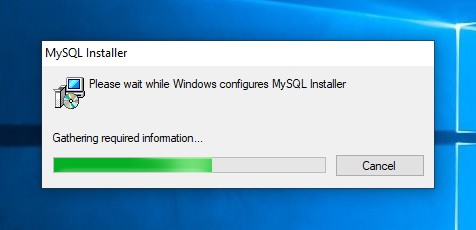 MySQL Installer
Please wait while Windows configures MySQL Installer
Gathering required information...
Cancel